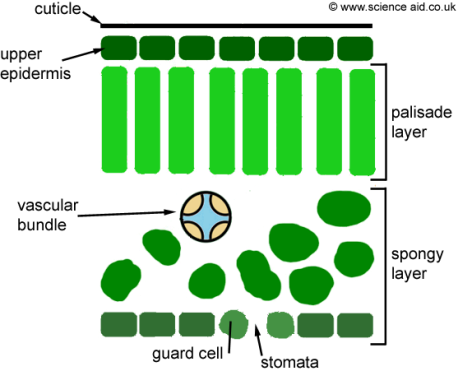 © www.science aid.co.uk
cuticle
upper
epidermis
palisade
layer
vascular
bundle
spongy
layer
guard cell
stomata